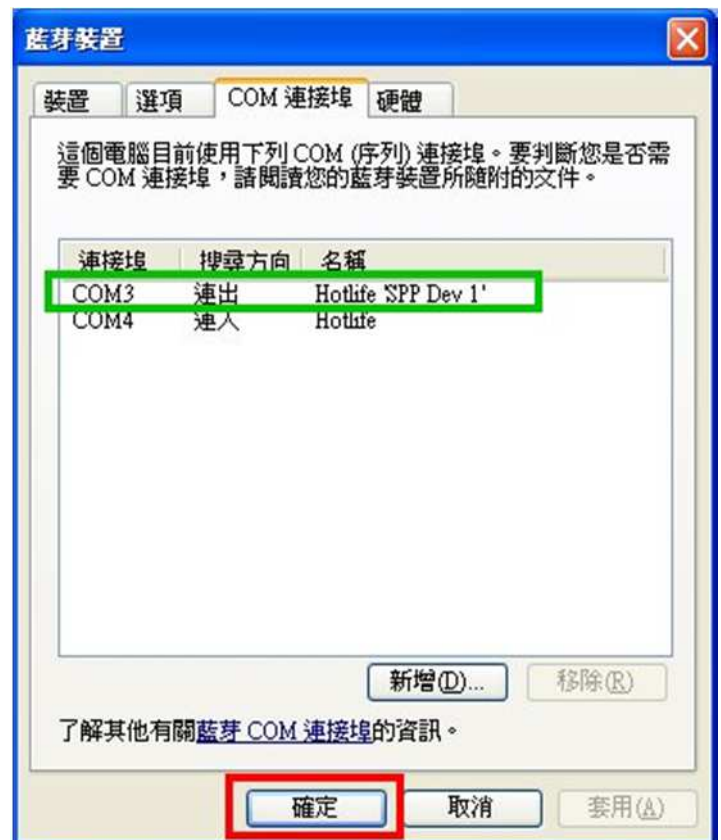 藍芽裝置
裝置 選項 COM 連接埠 硬體
這個電腦目前使用下列 COM (序列) 連接埠。要判斷您是否需
要 COM 連接埠，請閱讀您的藍芽裝置所隨附的文件。
連接埠 搜尋方向 名稱
COM3 連出 Hotlife 'SPP Dev 1'
COM4 連入 Hotlife
新增(D)... 移除(R)
了解其他有關藍芽 COM 連接埠的資訊。
確定 取消 套用(A)